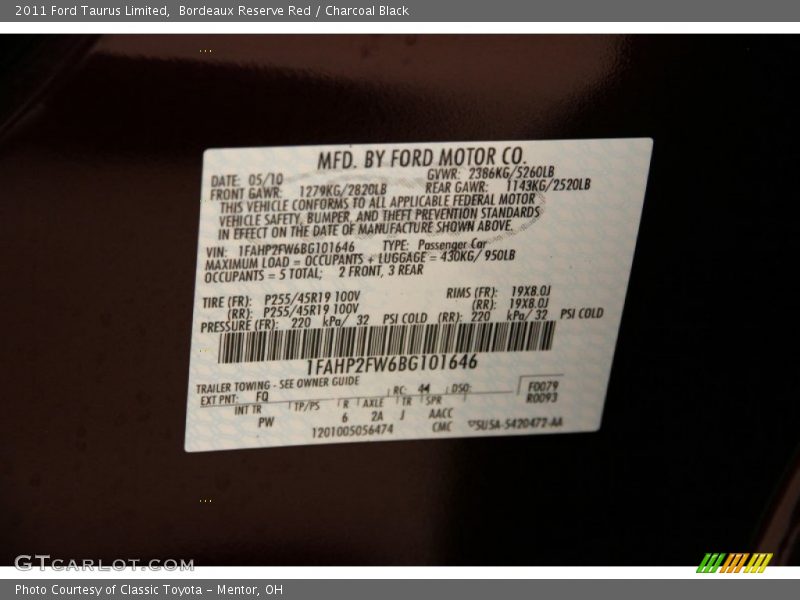 2011 Ford Taurus Limited, Bordeaux Reserve Red / Charcoal Black
MFD. BY FORD MOTOR CO.
DATE: 05/10 GVWR: 2386KG/5260LB
FRONT GAWR: 1279KG/2820LB REAR GAWR: 1143KG/2520LB
THIS VEHICLE CONFORMS TO ALL APPLICABLE FEDERAL MOTOR
VEHICLE SAFETY, BUMPER, AND THEFT PREVENTION STANDARDS
IN EFFECT ON THE DATE OF MANUFACTURE SHOWN ABOVE.
VIN: 1FAHP2FW6BG101646 TYPE: Passenger Car
MAXIMUM LOAD = OCCUPANTS + LUGGAGE = 430KG/ 950LB
OCCUPANTS = 5 TOTAL; 2 FRONT, 3 REAR
TIRE (FR): P255/45R19 100V RIMS (FR): 19X8.0J
(RR): P255/45R19 100V (RR): 19X8.0J
PRESSURE (FR): 220 kPa/ 32 PSI COLD (RR): 220 kPa/ 32 PSI COLD
1FAHP2FW6BG101646
TRAILER TOWING - SEE OWNER GUIDE
EXT PNT: FQ RC: 44 DSO: F0079
R0093
INT TR TP/PS R AXLE TR SPR
PW 6 2A J AACC
1201005056474 CMC SUSA-5420472-AA
GTCARLOT.COM
Photo Courtesy of Classic Toyota - Mentor, OH